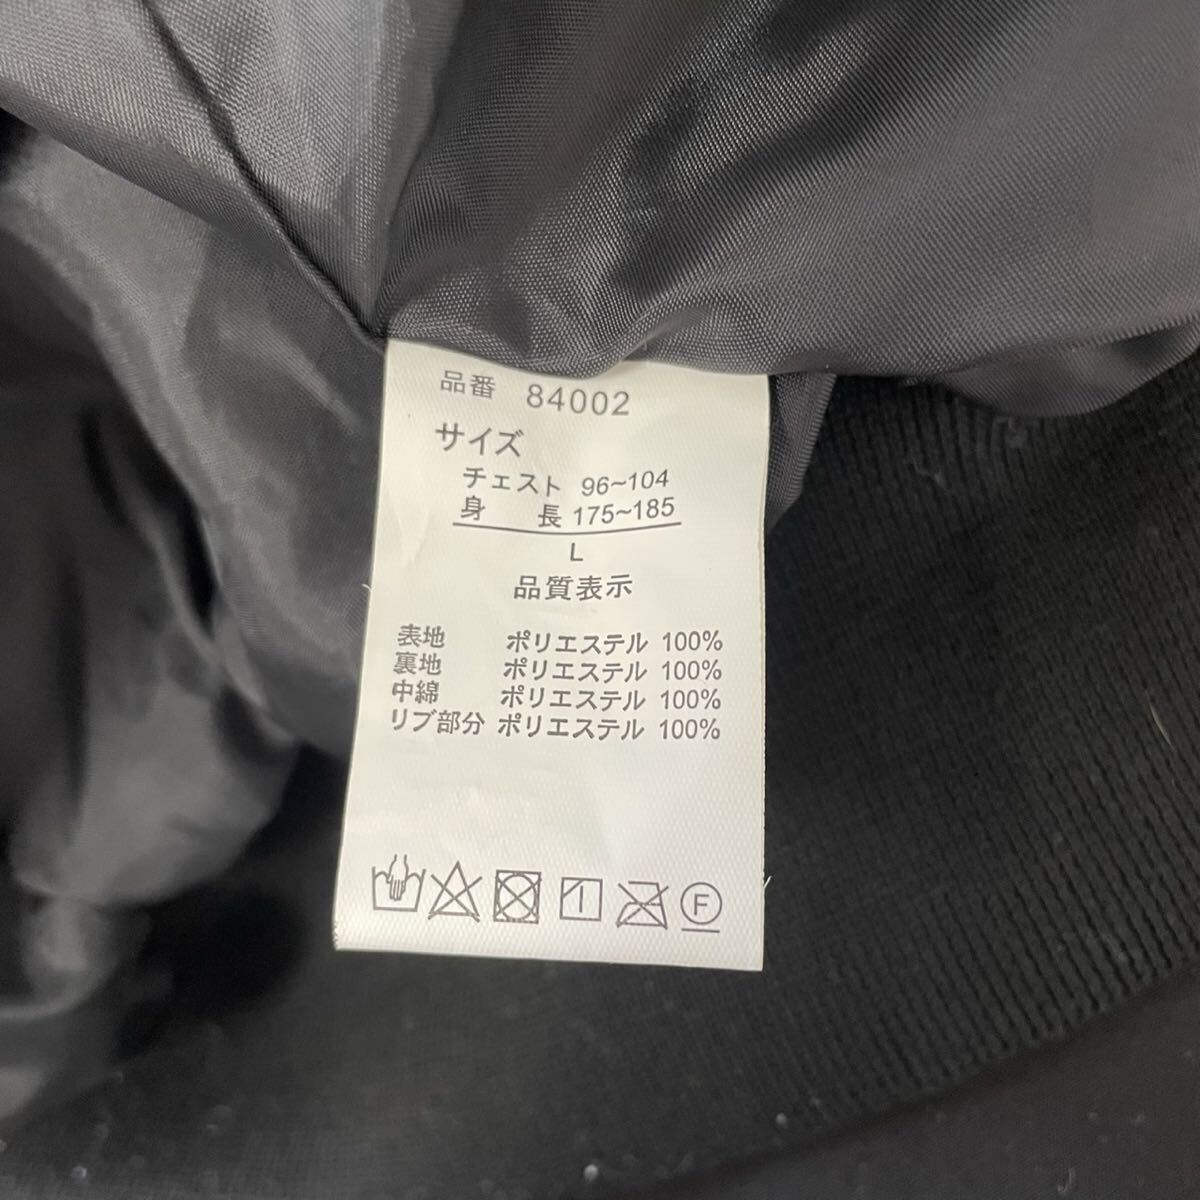 品番 84002
サイズ
チェスト 96~104
身 長 175~185
L
品質表示
表地 ポリエステル 100%
裏地 ポリエステル 100%
中綿 ポリエステル 100%
リブ部分 ポリエステル 100%
F